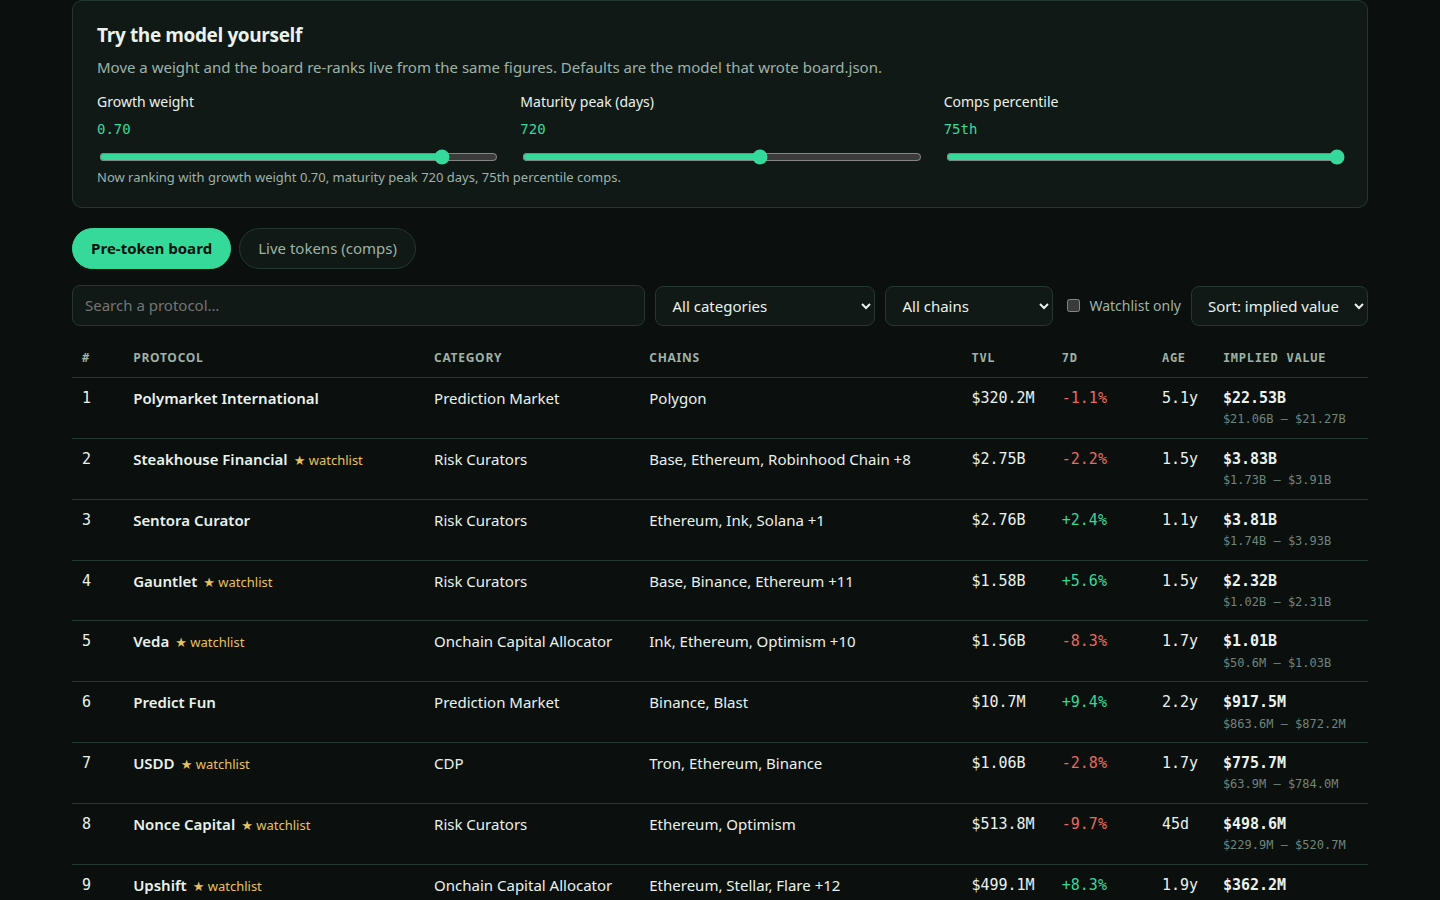 Try the model yourself
Move a weight and the board re-ranks live from the same figures. Defaults are the model that wrote board.json.
Growth weight Maturity peak (days) Comps percentile
0.70 720 75th
Now ranking with growth weight 0.70, maturity peak 720 days, 75th percentile comps.
Pre-token board Live tokens (comps)
Search a protocol... All categories All chains Watchlist only Sort: implied value
# PROTOCOL CATEGORY CHAINS TVL 7D AGE IMPLIED VALUE
1 Polymarket International Prediction Market Polygon $320.2M -1.1% 5.1y $22.53B
$21.06B – $21.27B
2 Steakhouse Financial ★ watchlist Risk Curators Base, Ethereum, Robinhood Chain +8 $2.75B -2.2% 1.5y $3.83B
$1.73B – $3.91B
3 Sentora Curator Risk Curators Ethereum, Ink, Solana +1 $2.76B +2.4% 1.1y $3.81B
$1.74B – $3.93B
4 Gauntlet ★ watchlist Risk Curators Base, Binance, Ethereum +11 $1.58B +5.6% 1.5y $2.32B
$1.02B – $2.31B
5 Veda ★ watchlist Onchain Capital Allocator Ink, Ethereum, Optimism +10 $1.56B -8.3% 1.7y $1.01B
$50.6M – $1.03B
6 Predict Fun Prediction Market Binance, Blast $10.7M +9.4% 2.2y $917.5M
$863.6M – $872.2M
7 USDD ★ watchlist CDP Tron, Ethereum, Binance $1.06B -2.8% 1.7y $775.7M
$63.9M – $784.0M
8 Nonce Capital ★ watchlist Risk Curators Ethereum, Optimism $513.8M -9.7% 45d $498.6M
$229.9M – $520.7M
9 Upshift ★ watchlist Onchain Capital Allocator Ethereum, Stellar, Flare +12 $499.1M +8.3% 1.9y $362.2M